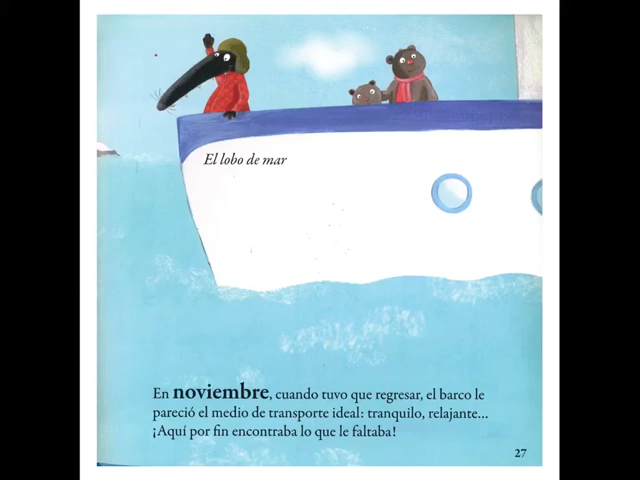 El lobo de mar
En noviembre, cuando tuvo que regresar, el barco le
pareció el medio de transporte ideal: tranquilo, relajante...
¡Aquí por fin encontraba lo que le faltaba!
27